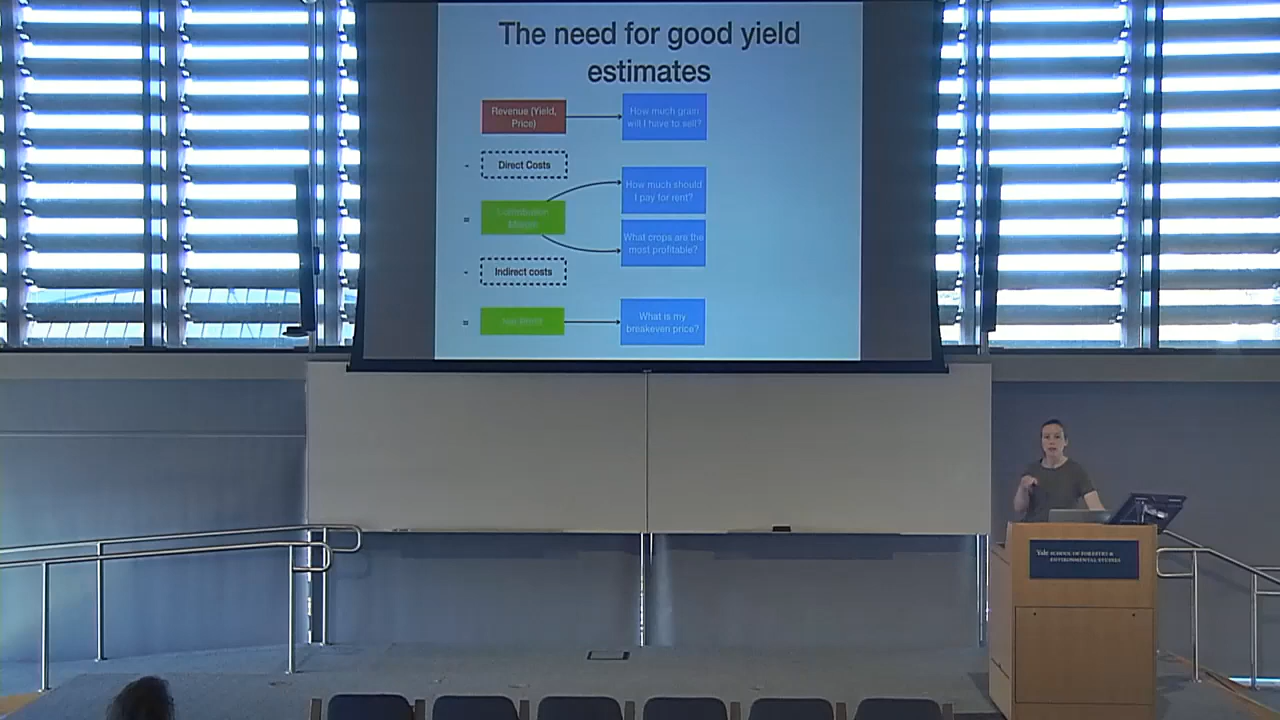 The need for good yield
estimates
Revenue (Yield,
Price)
How much grain
will I have to sell?
- Direct Costs
How much should
I pay for rent?
= Contribution
Margin
What crops are the
most profitable?
- Indirect costs
=
What is my
breakeven price?
Yale SCHOOL OF FORESTRY &
ENVIRONMENTAL STUDIES